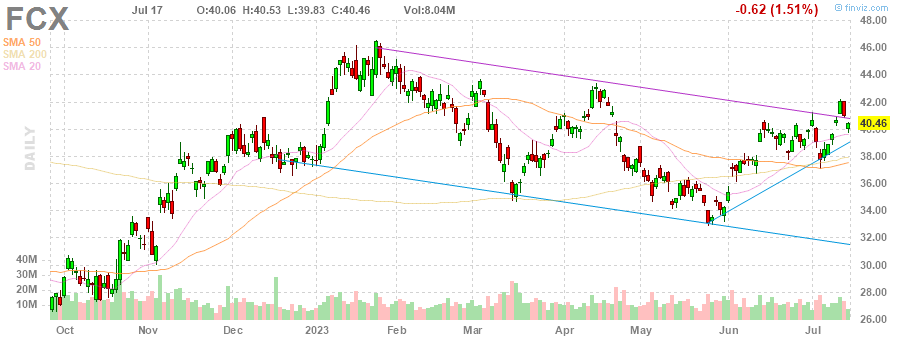 FCX
Jul 17 O:40.06 H:40.53 L:39.83 C:40.46 Vol:8.04M -0.62 (1.51%)
© finviz.com
SMA 50
SMA 200
SMA 20
DAILY
48.00
46.00
44.00
42.00
40.46
40.00
38.00
36.00
34.00
32.00
30.00
28.00
26.00
40M
30M
20M
10M
Oct Nov Dec 2023 Feb Mar Apr May Jun Jul